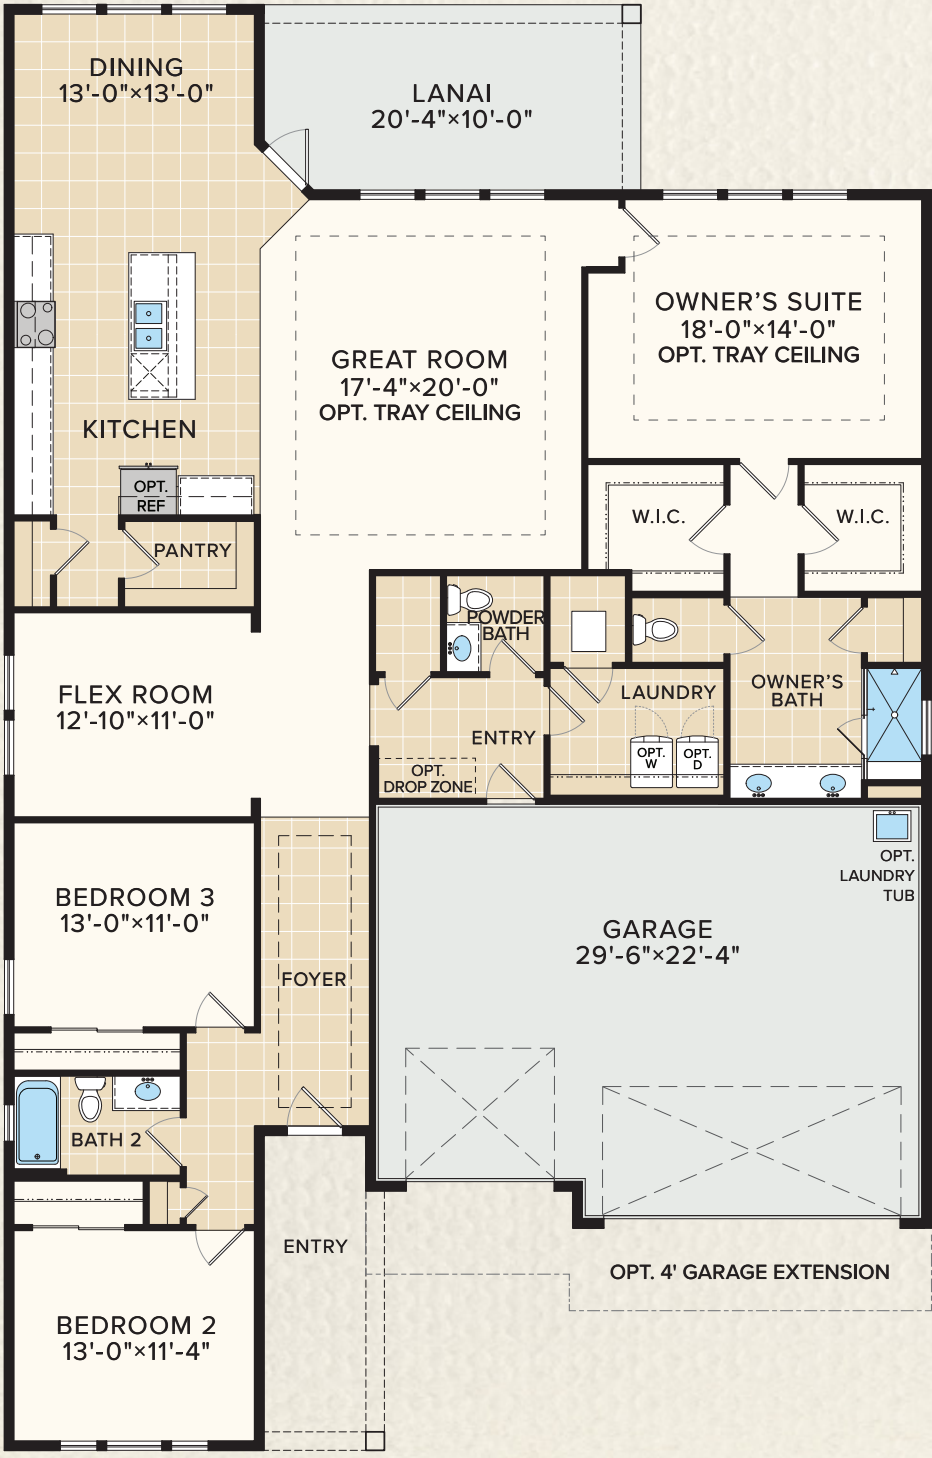 DINING
13'-0"×13'-0"
LANAI
20'-4"×10'-0"
OWNER'S SUITE
18'-0"×14'-0"
OPT. TRAY CEILING
GREAT ROOM
17'-4"×20'-0"
OPT. TRAY CEILING
KITCHEN
OPT.
REF
W.I.C.
W.I.C.
PANTRY
POWDER
BATH
FLEX ROOM
12'-10"×11'-0"
LAUNDRY
OWNER'S
BATH
ENTRY
OPT.
W
OPT.
D
OPT.
DROP ZONE
OPT.
LAUNDRY
TUB
BEDROOM 3
13'-0"×11'-0"
GARAGE
29'-6"×22'-4"
FOYER
BATH 2
ENTRY
OPT. 4' GARAGE EXTENSION
BEDROOM 2
13'-0"×11'-4"